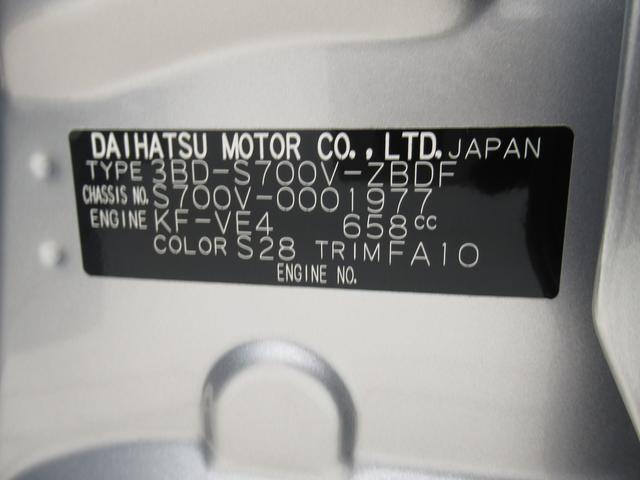 DAIHATSU MOTOR CO.,LTD. JAPAN
TYPE 3BD-S700V-ZBDF
CHASSIS NO. S700V-0001977
ENGINE KF-VE4 658cc
COLOR S28 TRIM FA10
ENGINE NO.